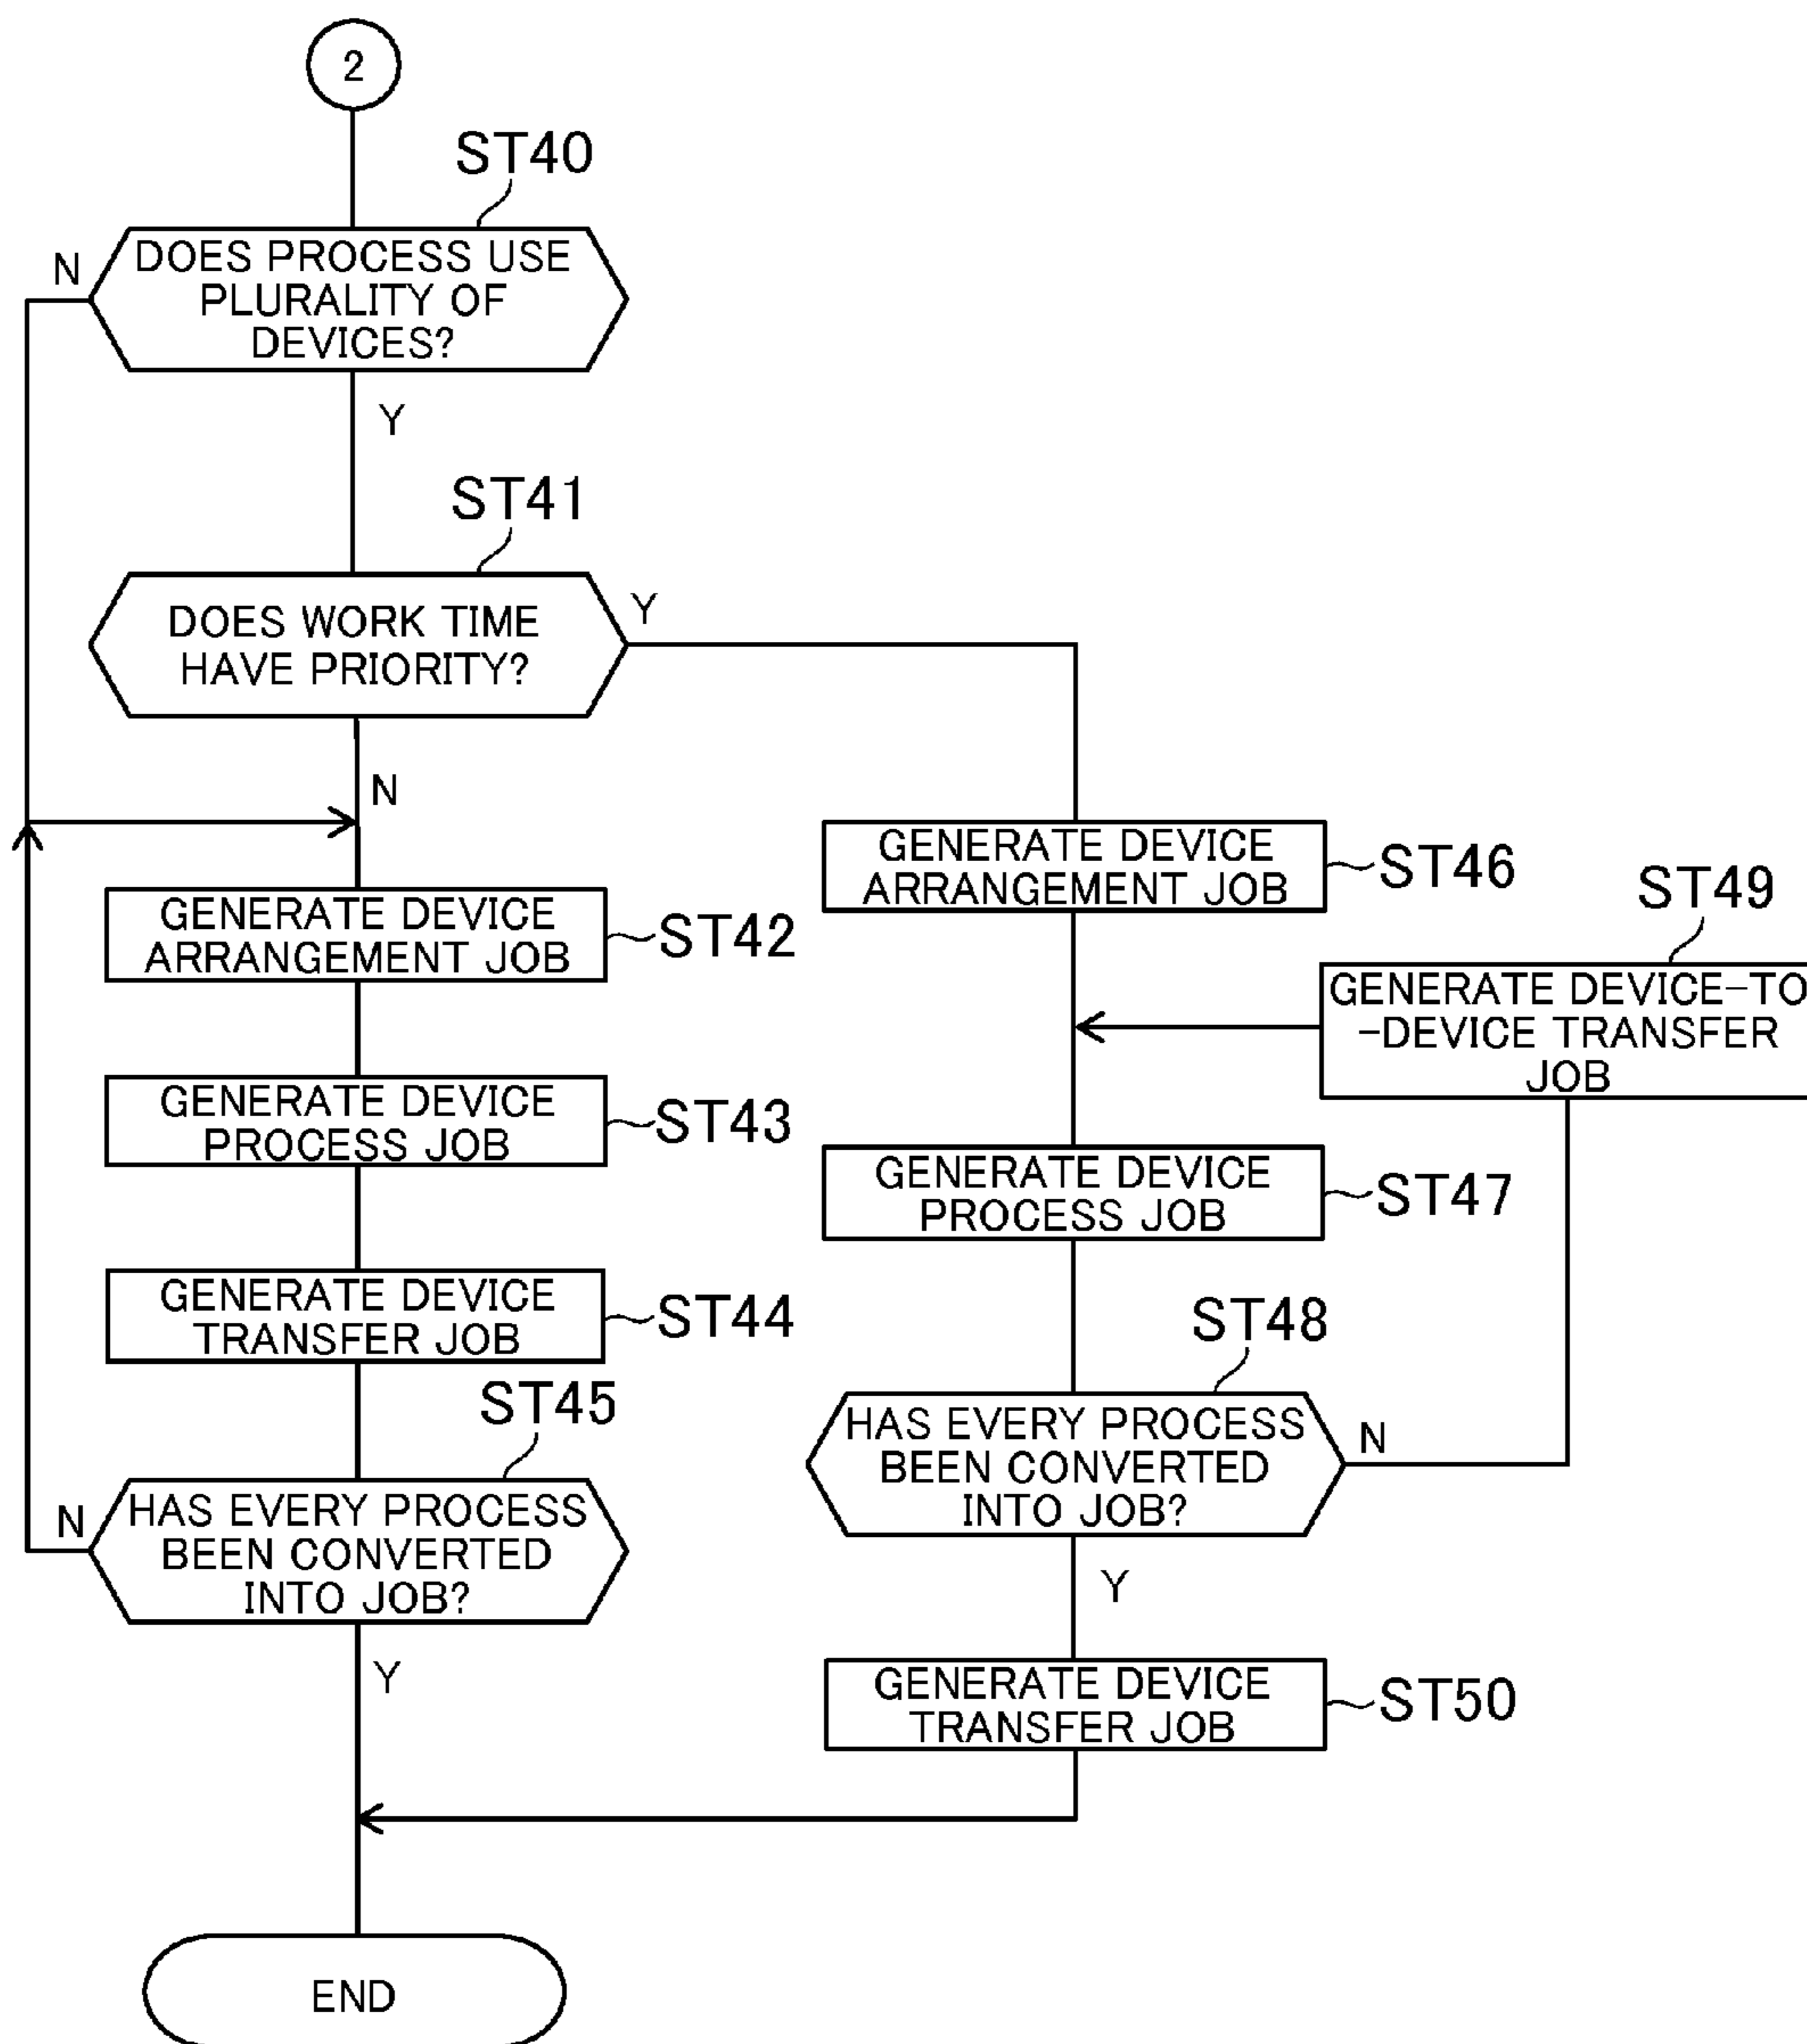 2
ST40
DOES PROCESS USE
PLURALITY OF
DEVICES?
N
Y
ST41
DOES WORK TIME
HAVE PRIORITY?
Y
N
GENERATE DEVICE
ARRANGEMENT JOB
ST42
GENERATE DEVICE
PROCESS JOB
ST43
GENERATE DEVICE
TRANSFER JOB
ST44
ST45
HAS EVERY PROCESS
BEEN CONVERTED
INTO JOB?
N
Y
GENERATE DEVICE
ARRANGEMENT JOB
ST46
ST49
GENERATE DEVICE-TO
-DEVICE TRANSFER
JOB
GENERATE DEVICE
PROCESS JOB
ST47
ST48
HAS EVERY PROCESS
BEEN CONVERTED
INTO JOB?
N
Y
GENERATE DEVICE
TRANSFER JOB
ST50
END